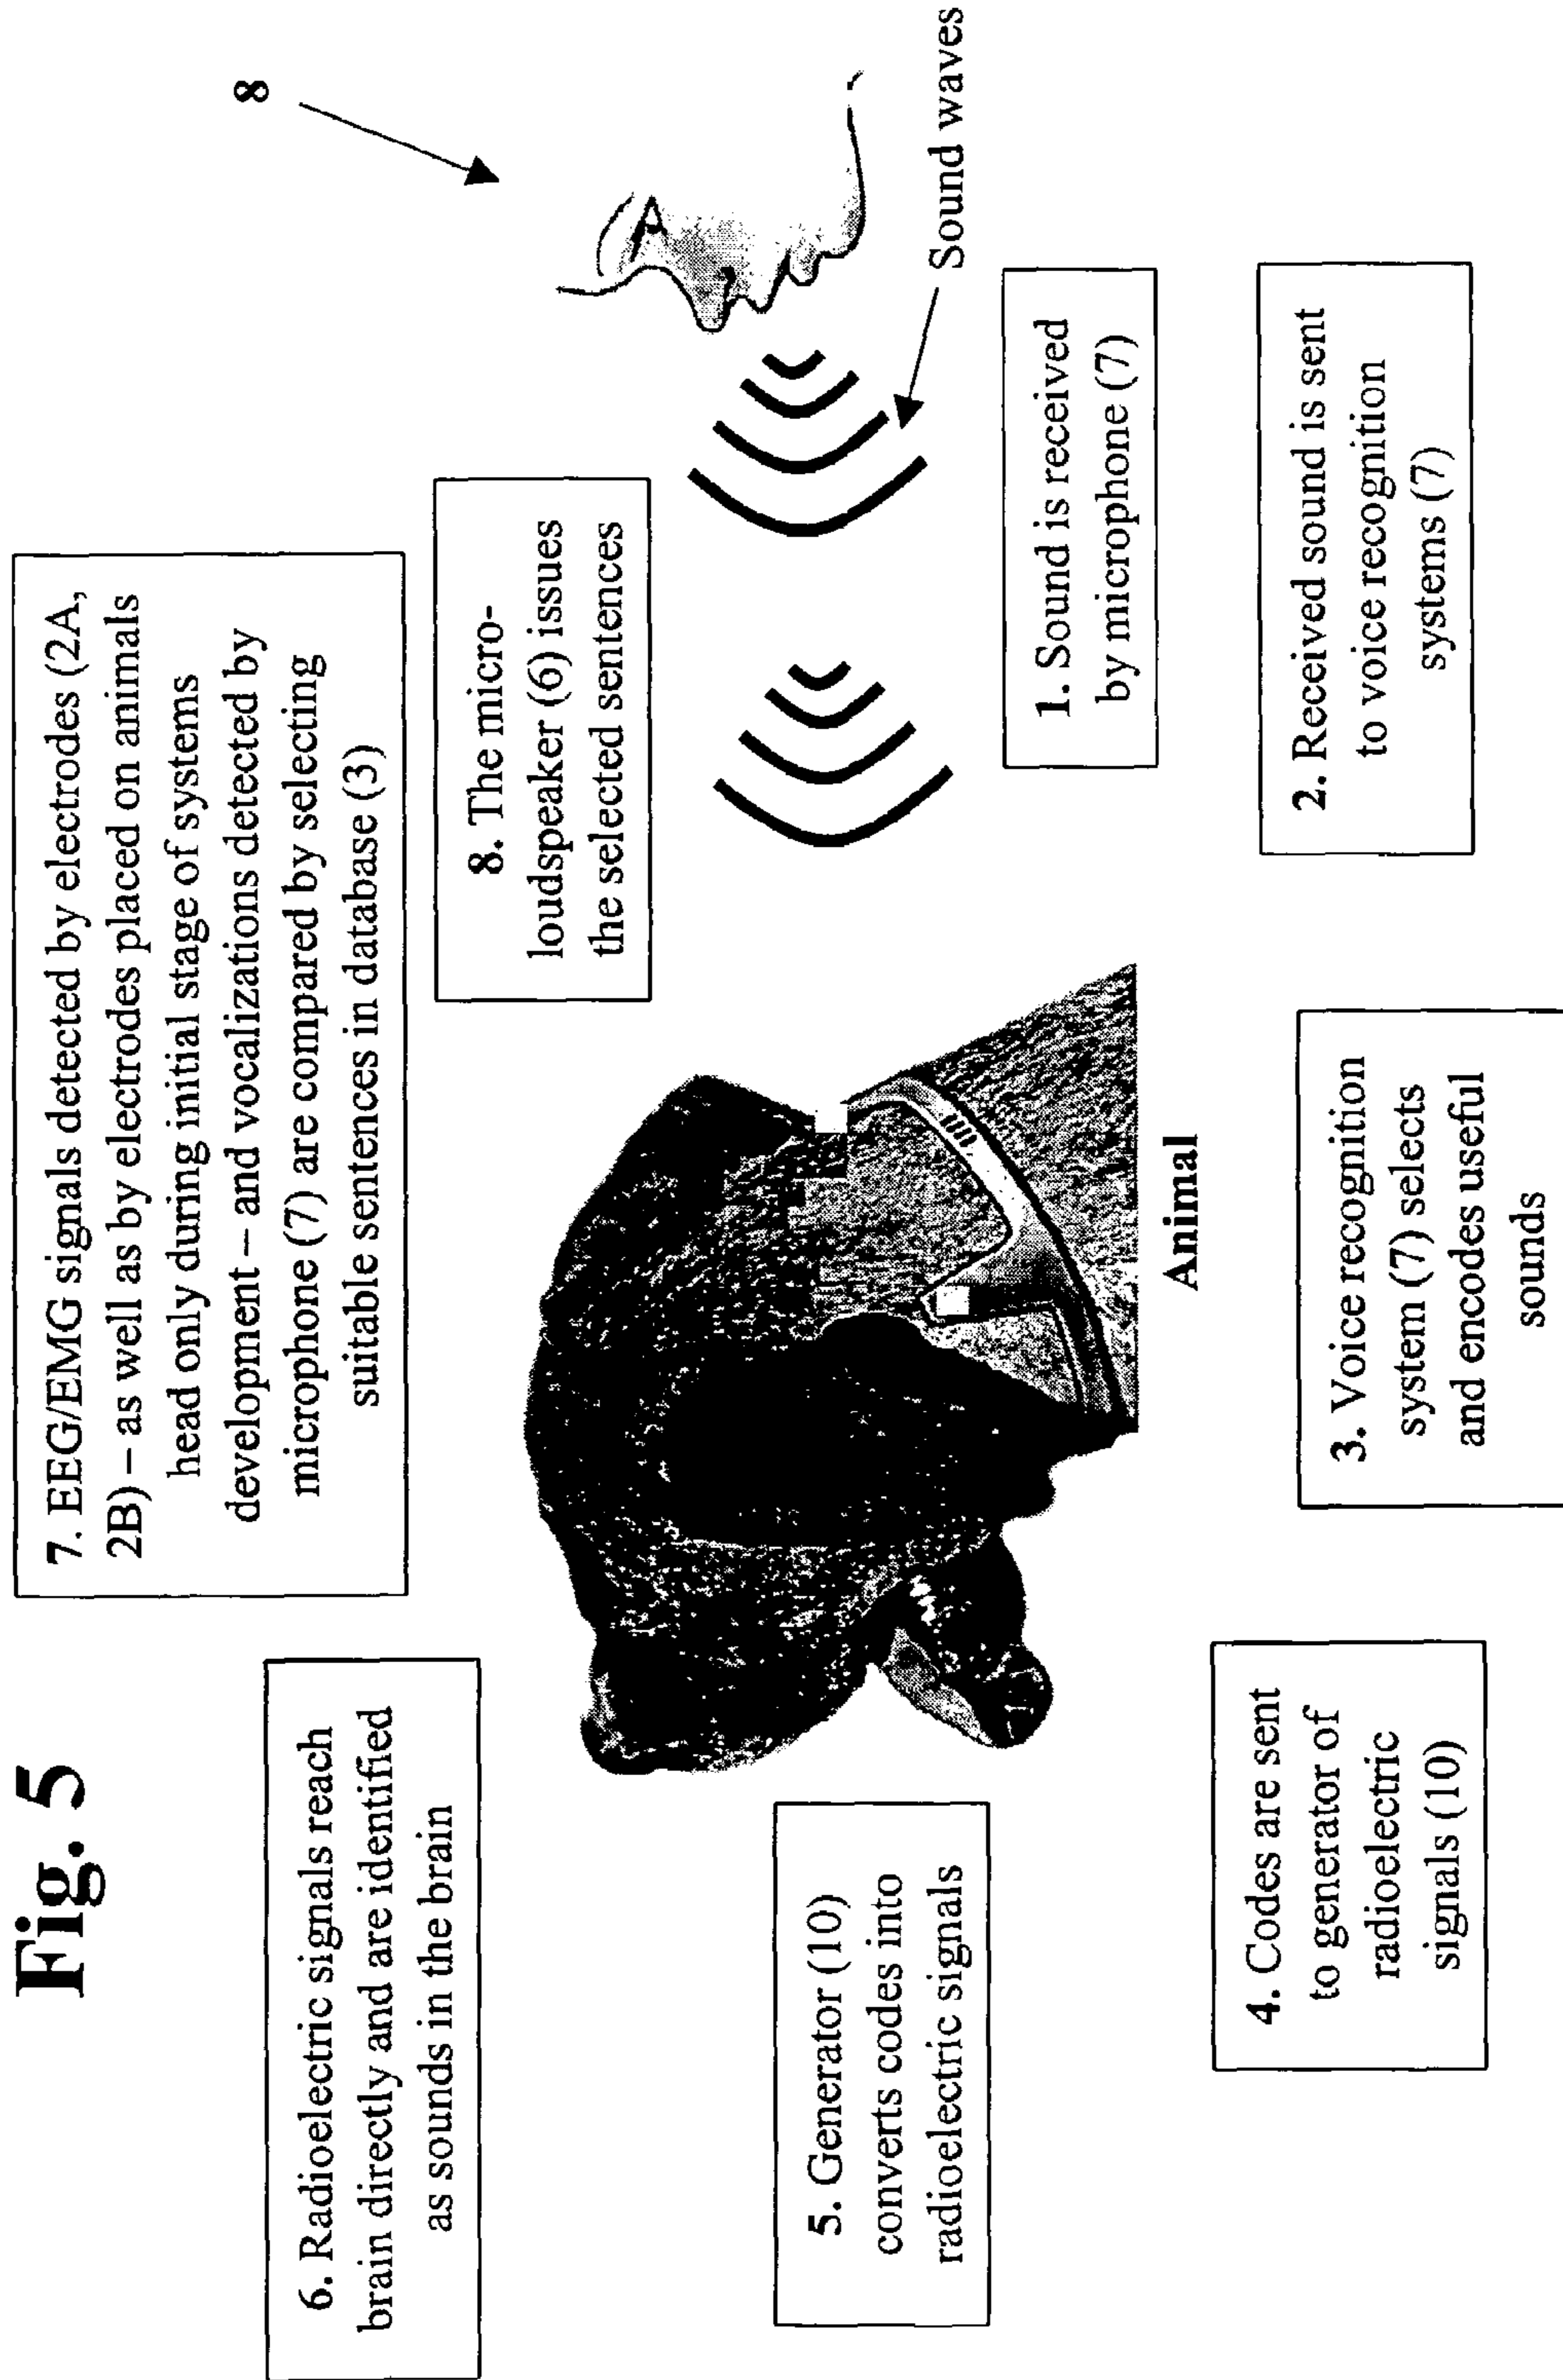 Fig. 5
7. EEG/EMG signals detected by electrodes (2A,
2B) – as well as by electrodes placed on animals
head only during initial stage of systems
development – and vocalizations detected by
microphone (7) are compared by selecting
suitable sentences in database (3)
6. Radioelectric signals reach
brain directly and are identified
as sounds in the brain
8
8. The micro-
loudspeaker (6) issues
the selected sentences
5. Generator (10)
converts codes into
radioelectric signals
Sound waves
Animal
1. Sound is received
by microphone (7)
4. Codes are sent
to generator of
radioelectric
signals (10)
3. Voice recognition
system (7) selects
and encodes useful
sounds
2. Received sound is sent
to voice recognition
systems (7)